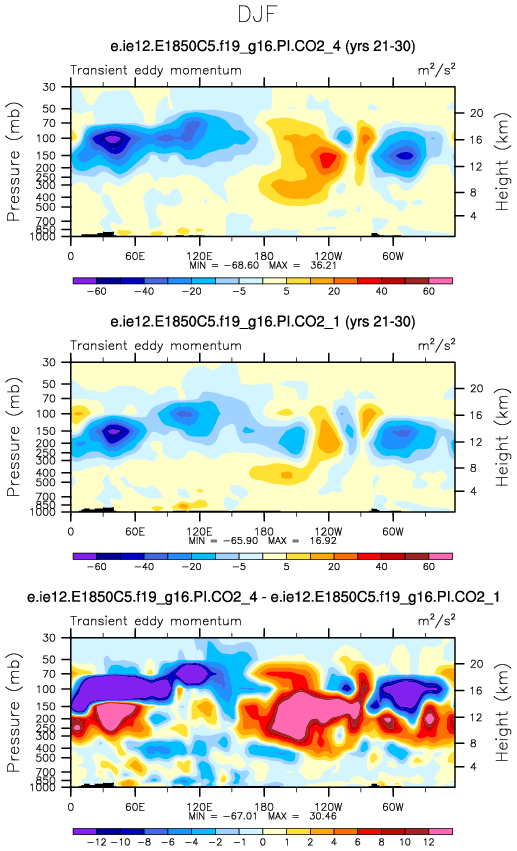 DJF
e.ie12.E1850C5.f19_g16.PI.CO2_4 (yrs 21-30)
Transient eddy momentum m²/s²
Pressure (mb)
30
50
70
100
150
200
250
300
400
500
700
850
1000
0 60E 120E 180 120W 60W
20
16
12
8
4
Height (km)
MIN = -68.60 MAX = 36.21
-60 -40 -20 -5 5 10 20 40 60
e.ie12.E1850C5.f19_g16.PI.CO2_1 (yrs 21-30)
Transient eddy momentum m²/s²
Pressure (mb)
30
50
70
100
150
200
250
300
400
500
700
850
1000
0 60E 120E 180 120W 60W
20
16
12
8
4
Height (km)
MIN = -65.90 MAX = 16.92
-60 -40 -20 -5 5 10 20 40 60
e.ie12.E1850C5.f19_g16.PI.CO2_4 - e.ie12.E1850C5.f19_g16.PI.CO2_1
Transient eddy momentum m²/s²
Pressure (mb)
30
50
70
100
150
200
250
300
400
500
700
850
1000
0 60E 120E 180 120W 60W
20
16
12
8
4
Height (km)
MIN = -67.01 MAX = 30.46
-12 -10 -8 -6 -4 -2 -1 0 1 2 4 6 8 10 12